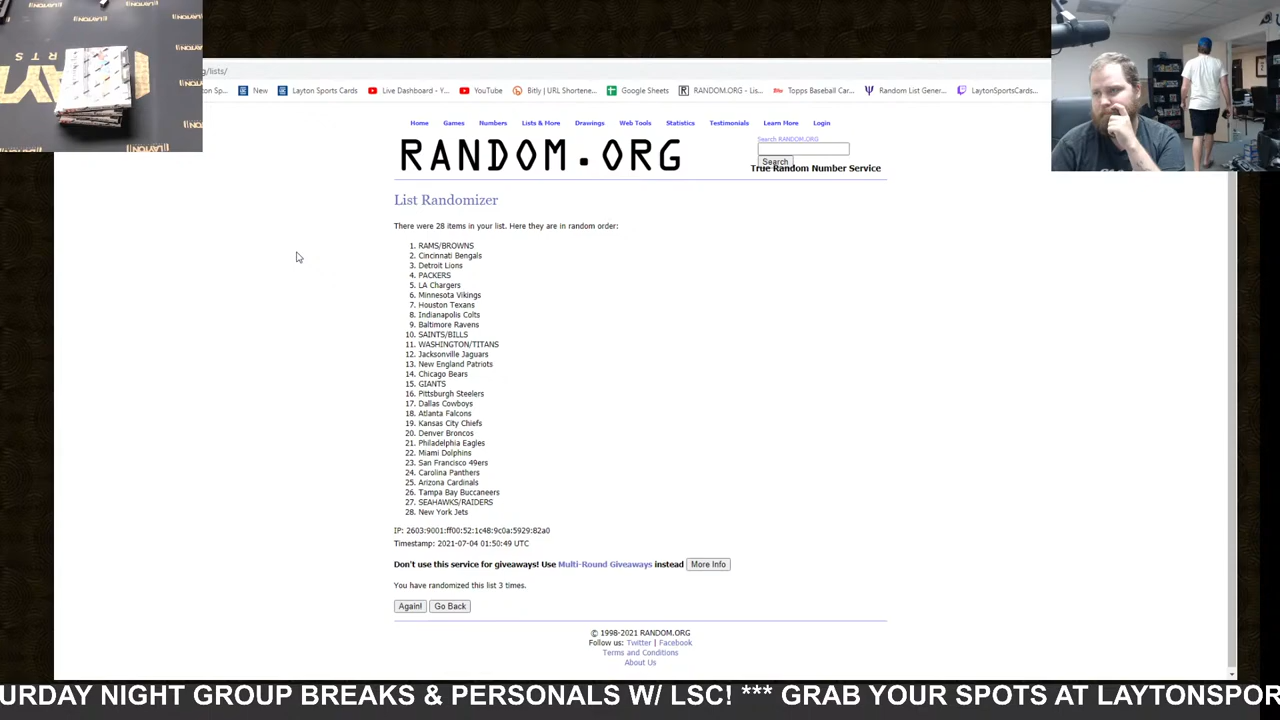 g/lists/
on Sp...
New
Layton Sports Cards
Live Dashboard - Y...
YouTube
Bitly | URL Shortene...
Google Sheets
RANDOM.ORG - Lis...
Topps Baseball Car...
Random List Gener...
LaytonSportsCards...
Home Games Numbers Lists & More Drawings Web Tools Statistics Testimonials Learn More Login
RANDOM.ORG
Search RANDOM.ORG
Search
True Random Number Service
List Randomizer
There were 28 items in your list. Here they are in random order:
1. RAMS/BROWNS
2. Cincinnati Bengals
3. Detroit Lions
4. PACKERS
5. LA Chargers
6. Minnesota Vikings
7. Houston Texans
8. Indianapolis Colts
9. Baltimore Ravens
10. SAINTS/BILLS
11. WASHINGTON/TITANS
12. Jacksonville Jaguars
13. New England Patriots
14. Chicago Bears
15. GIANTS
16. Pittsburgh Steelers
17. Dallas Cowboys
18. Atlanta Falcons
19. Kansas City Chiefs
20. Denver Broncos
21. Philadelphia Eagles
22. Miami Dolphins
23. San Francisco 49ers
24. Carolina Panthers
25. Arizona Cardinals
26. Tampa Bay Buccaneers
27. SEAHAWKS/RAIDERS
28. New York Jets
IP: 2603:9001:ff00:52:1c48:9c0a:5929:82a0
Timestamp: 2021-07-04 01:50:49 UTC
Don't use this service for giveaways! Use Multi-Round Giveaways instead More Info
You have randomized this list 3 times.
Again! Go Back
© 1998-2021 RANDOM.ORG
Follow us: Twitter | Facebook
Terms and Conditions
About Us
URDAY NIGHT GROUP BREAKS & PERSONALS W/ LSC! *** GRAB YOUR SPOTS AT LAYTONSPOR